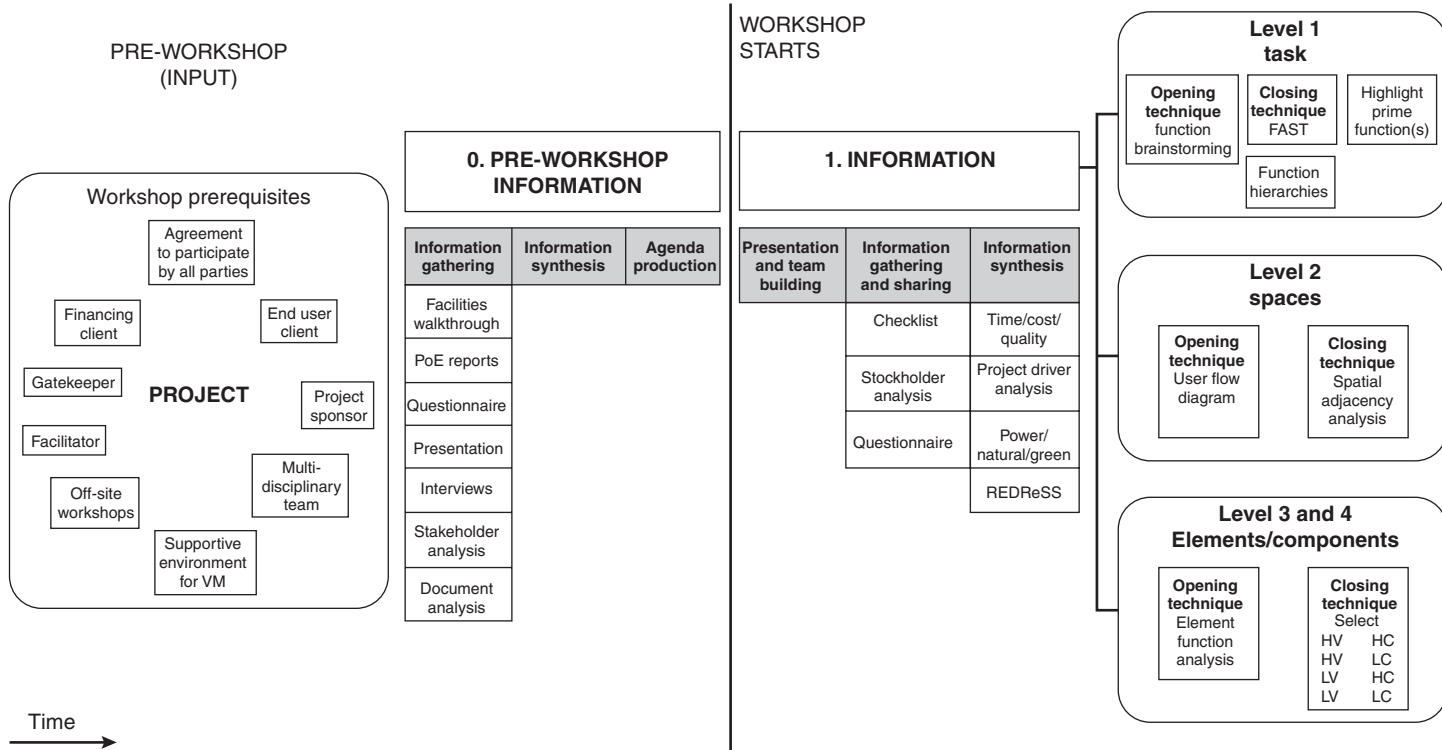 PRE-WORKSHOP
(INPUT)
Workshop prerequisites
Agreement
to participate
by all parties
Financing
client
End user
client
Gatekeeper
PROJECT
Project
sponsor
Facilitator
Multi-
disciplinary
team
Off-site
workshops
Supportive
environment
for VM
Time
0. PRE-WORKSHOP
INFORMATION
Information
gathering
Information
synthesis
Agenda
production
Facilities
walkthrough
PoE reports
Questionnaire
Presentation
Interviews
Stakeholder
analysis
Document
analysis
WORKSHOP
STARTS
1. INFORMATION
Presentation
and team
building
Information
gathering
and sharing
Information
synthesis
Checklist
Time/cost/
quality
Stockholder
analysis
Project driver
analysis
Questionnaire
Power/
natural/green
REDReSS
Level 1
task
Opening
technique
function
brainstorming
Closing
technique
FAST
Highlight
prime
function(s)
Function
hierarchies
Level 2
spaces
Opening
technique
User flow
diagram
Closing
technique
Spatial
adjacency
analysis
Level 3 and 4
Elements/components
Opening
technique
Element
function
analysis
Closing
technique
Select
HV HC
HV LC
LV HC
LV LC